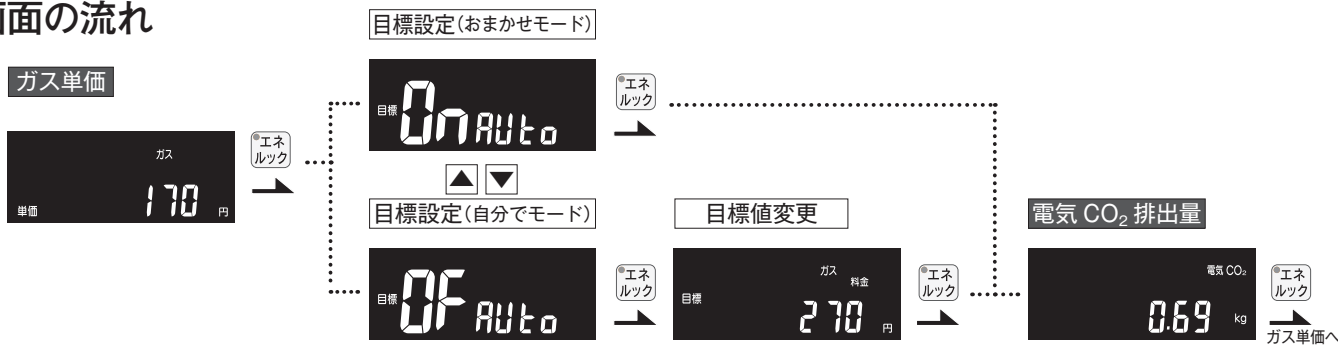 画面の流れ
ガス単価
ガス
単価 170 円
エネ
ルック
目標設定(おまかせモード)
目標 On AUto
エネ
ルック
▲ ▼
目標設定(自分でモード)
目標 OF AUto
エネ
ルック
目標値変更
ガス
料金
目標
270 円
エネ
ルック
電気 CO₂ 排出量
電気 CO₂
0.69 kg
エネ
ルック
ガス単価へ